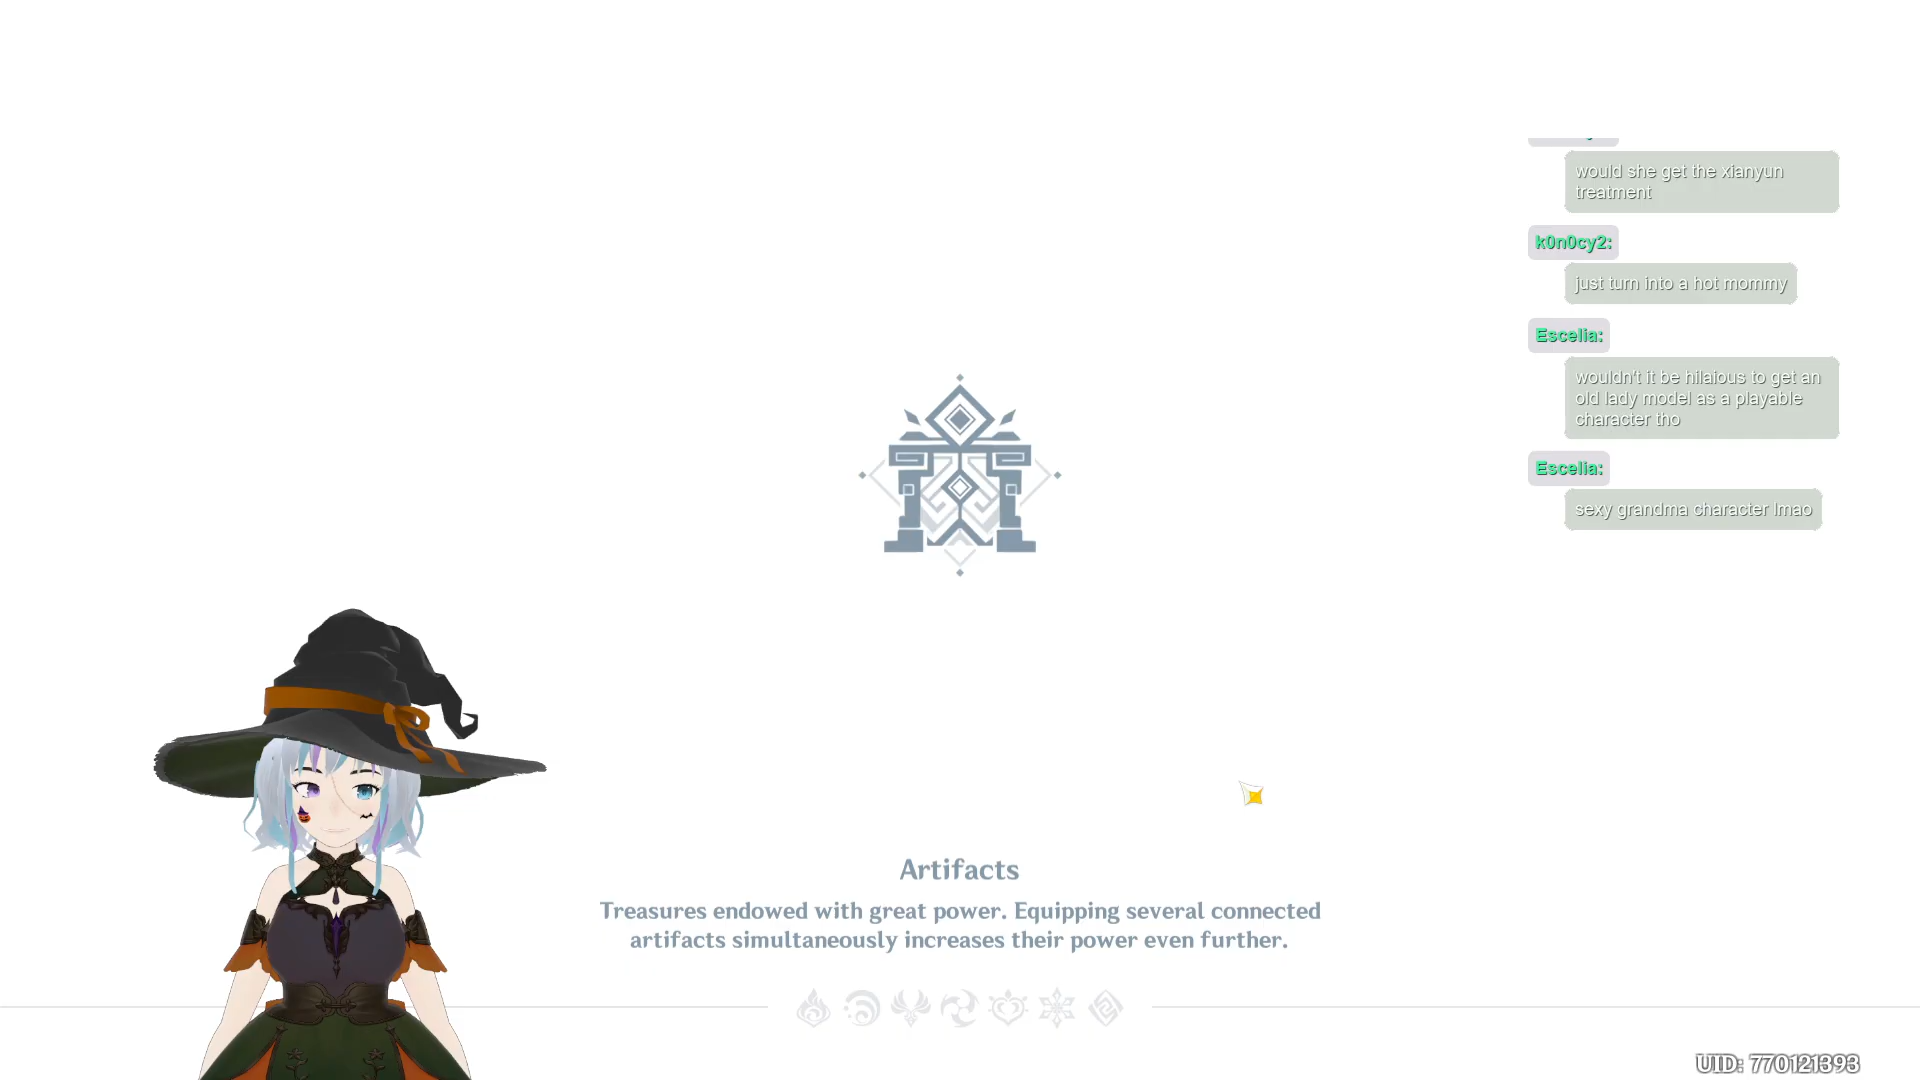 would she get the xianyun
treatment
k0n0cy2:
just turn into a hot mommy
Escelia:
wouldn't it be hilaious to get an
old lady model as a playable
character tho
Escelia:
sexy grandma character lmao
Artifacts
Treasures endowed with great power. Equipping several connected
artifacts simultaneously increases their power even further.
UID: 770121393